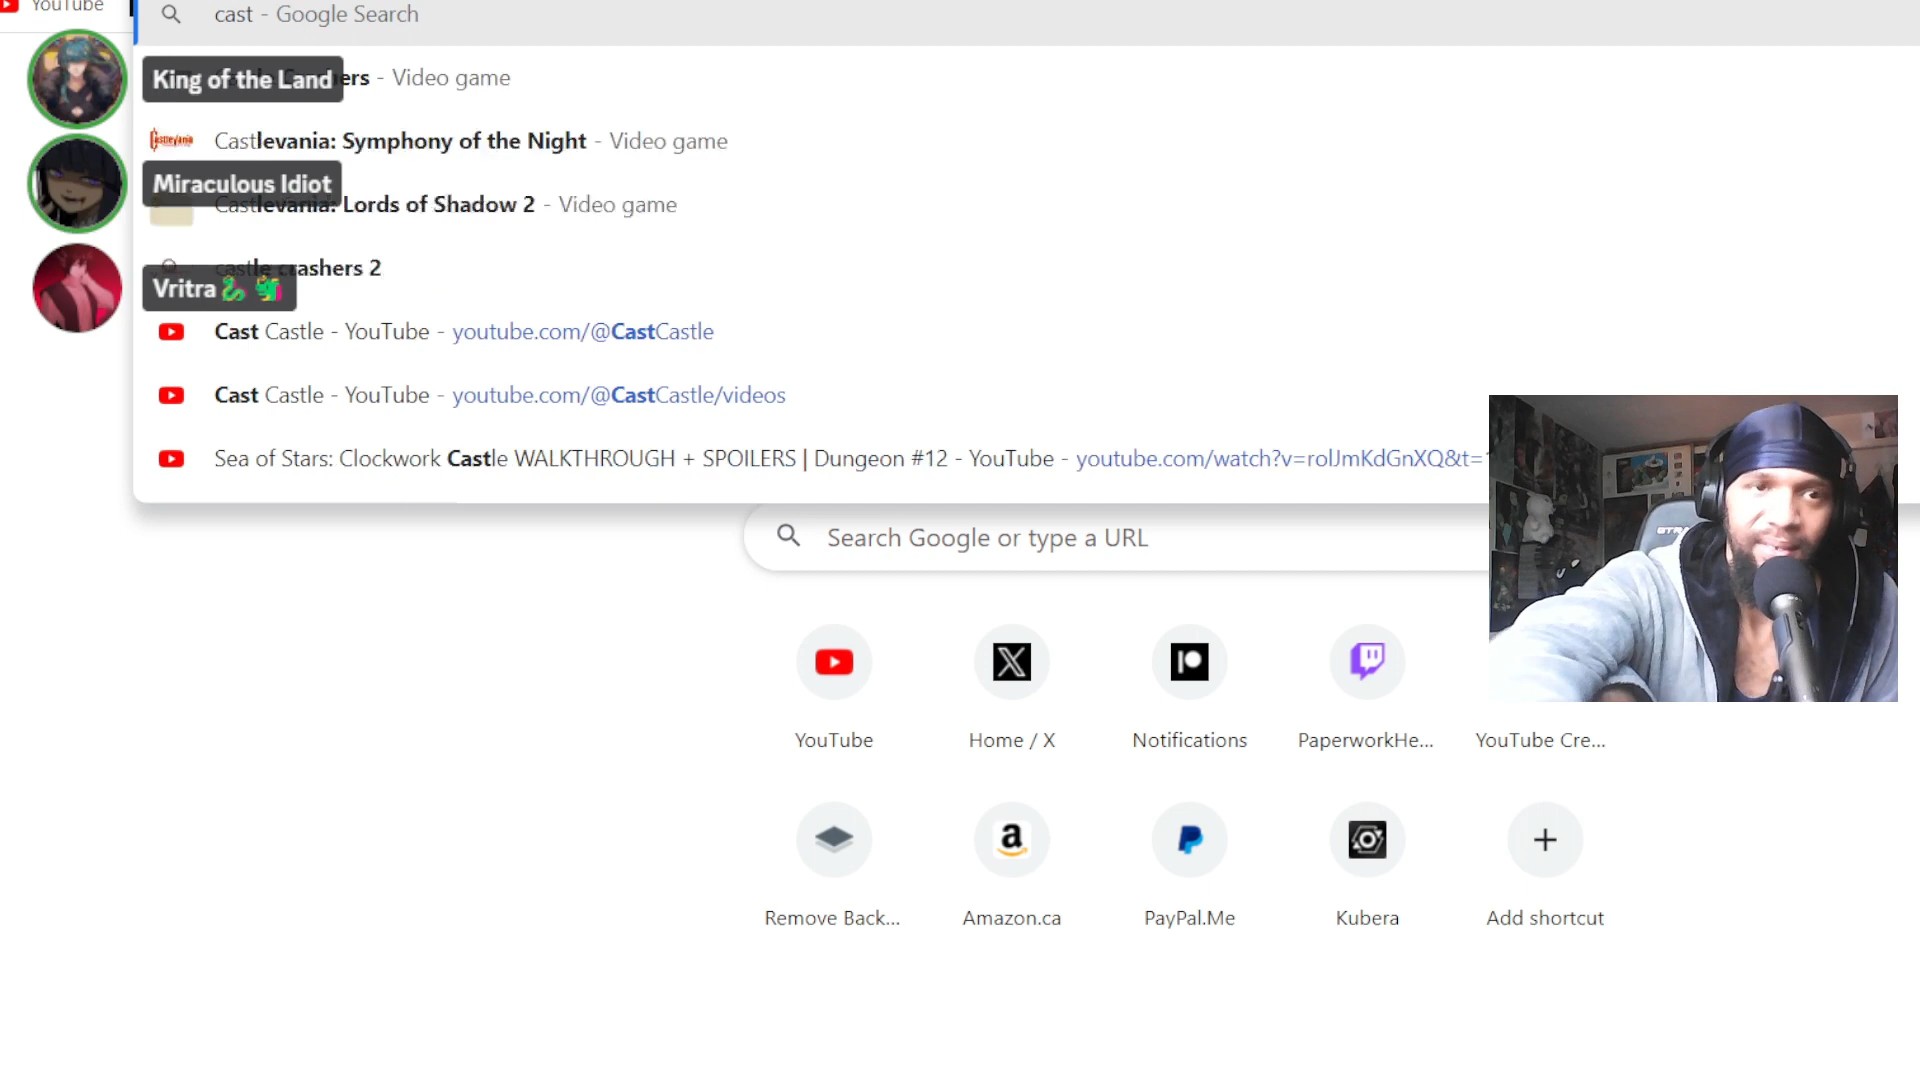 YouTube
cast - Google Search
King of the Land
ers - Video game
Castlevania: Symphony of the Night - Video game
Miraculous Idiot
Castlevania: Lords of Shadow 2 - Video game
castle crashers 2
Vritra🐍 🐲
Cast Castle - YouTube - youtube.com/@CastCastle
Cast Castle - YouTube - youtube.com/@CastCastle/videos
Sea of Stars: Clockwork Castle WALKTHROUGH + SPOILERS | Dungeon #12 - YouTube - youtube.com/watch?v=rolJmKdGnXQ&t=
Search Google or type a URL
YouTube
Home / X
Notifications
PaperworkHe...
YouTube Cre...
Remove Back...
Amazon.ca
PayPal.Me
Kubera
Add shortcut